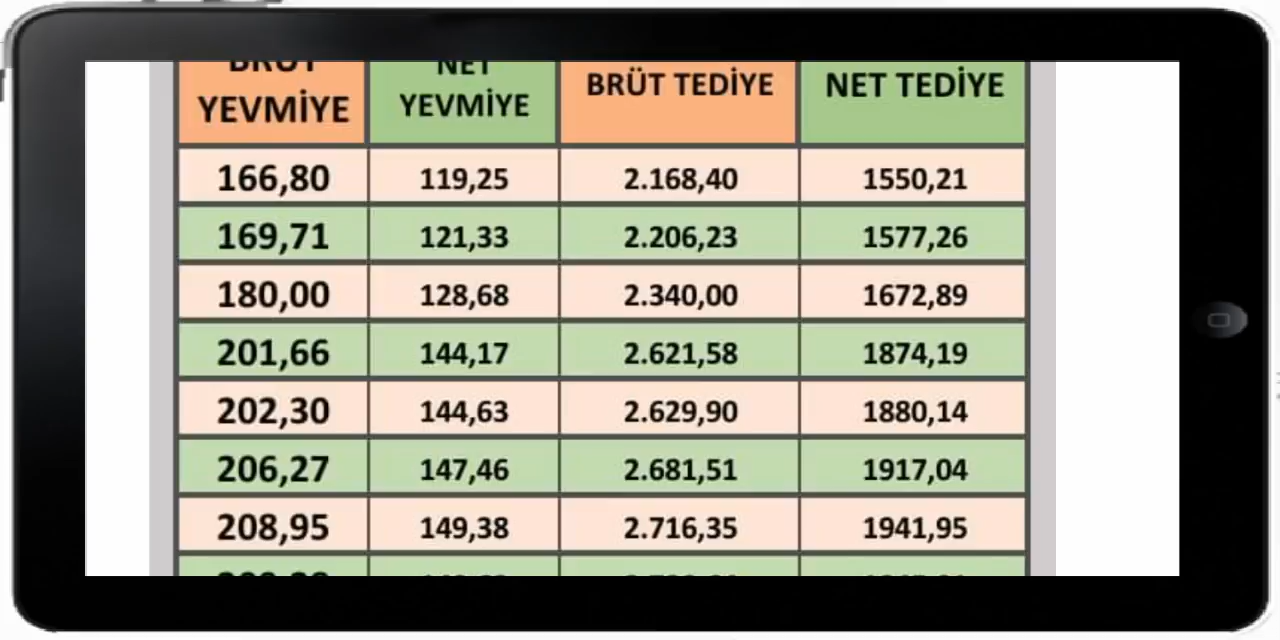 BRÜT NET
YEVMİYE YEVMİYE BRÜT TEDİYE NET TEDİYE
166,80 119,25 2.168,40 1550,21
169,71 121,33 2.206,23 1577,26
180,00 128,68 2.340,00 1672,89
201,66 144,17 2.621,58 1874,19
202,30 144,63 2.629,90 1880,14
206,27 147,46 2.681,51 1917,04
208,95 149,38 2.716,35 1941,95